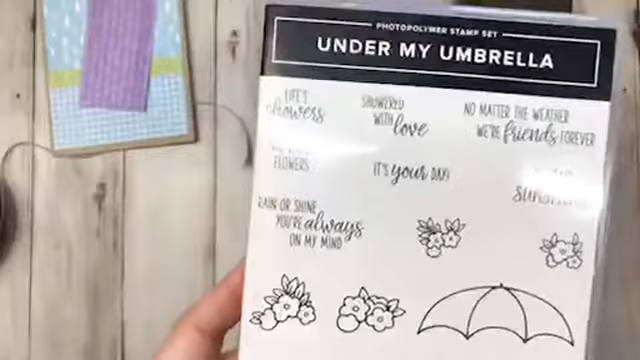 PHOTOPOLYMER STAMP SET
UNDER MY UMBRELLA
LIFE'S
showers
SHOWERED
WITH love
NO MATTER THE WEATHER
WE'RE friends FOREVER
FLOWERS
IT'S your DAY!
RAIN OR SHINE
YOU'RE always
ON MY MIND